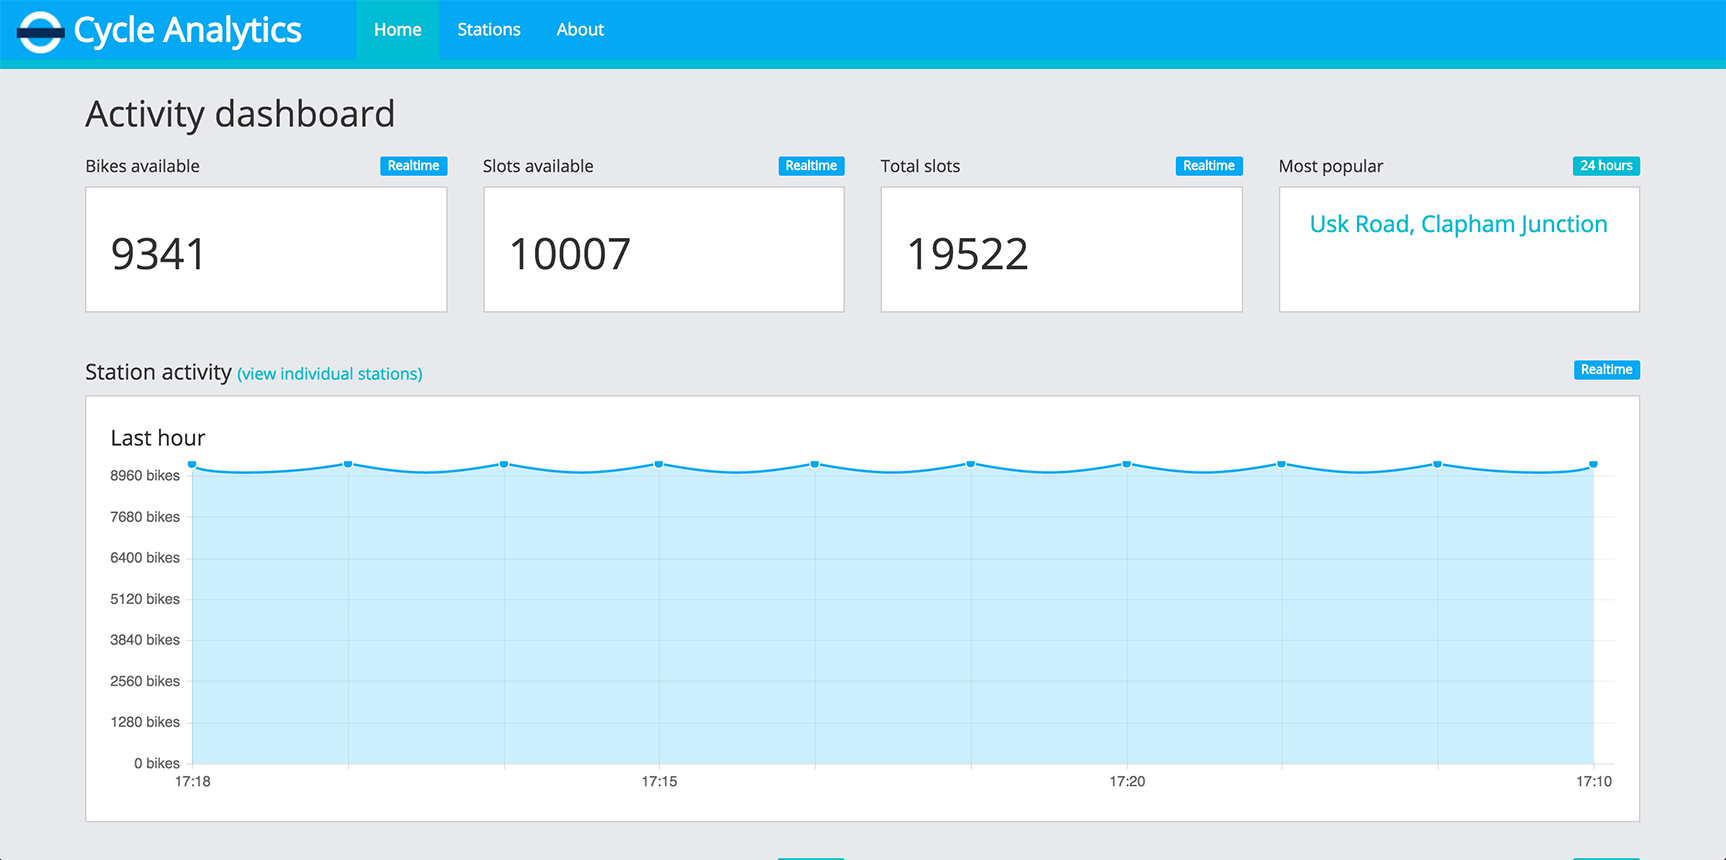 Cycle Analytics Home Stations About
Activity dashboard
Bikes available Realtime Slots available Realtime Total slots Realtime Most popular 24 hours
9341 10007 19522 Usk Road, Clapham Junction
Station activity (view individual stations) Realtime
Last hour
8960 bikes
7680 bikes
6400 bikes
5120 bikes
3840 bikes
2560 bikes
1280 bikes
0 bikes
17:18 17:15 17:20 17:10